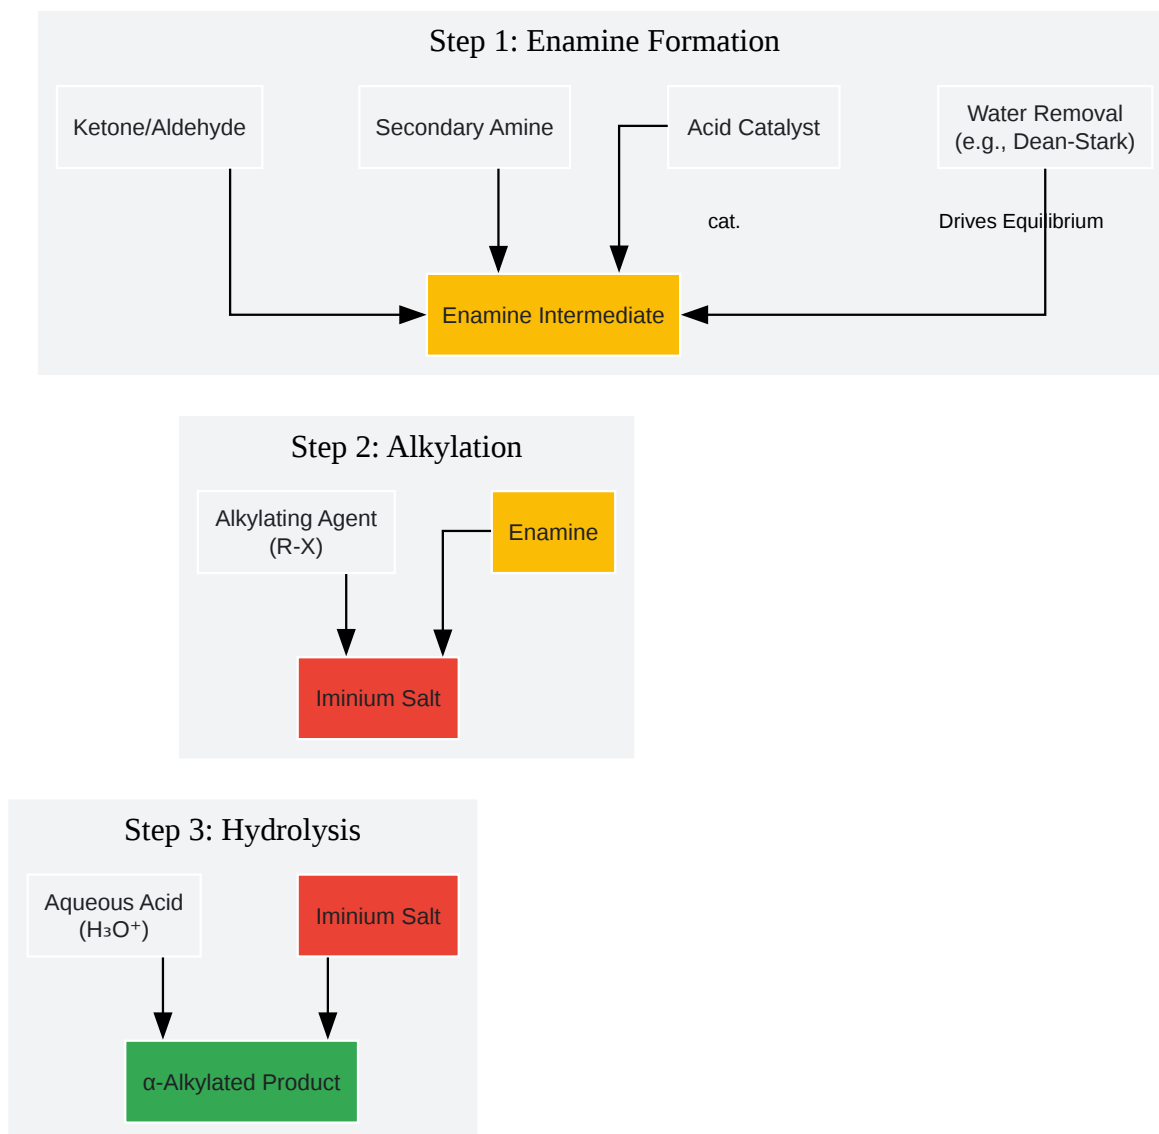 Step 1: Enamine Formation
Ketone/Aldehyde
Secondary Amine
Acid Catalyst
Water Removal
(e.g., Dean-Stark)
cat.
Drives Equilibrium
Enamine Intermediate
Step 2: Alkylation
Alkylating Agent
(R-X)
Enamine
Iminium Salt
Step 3: Hydrolysis
Aqueous Acid
(H₃O⁺)
Iminium Salt
α-Alkylated Product